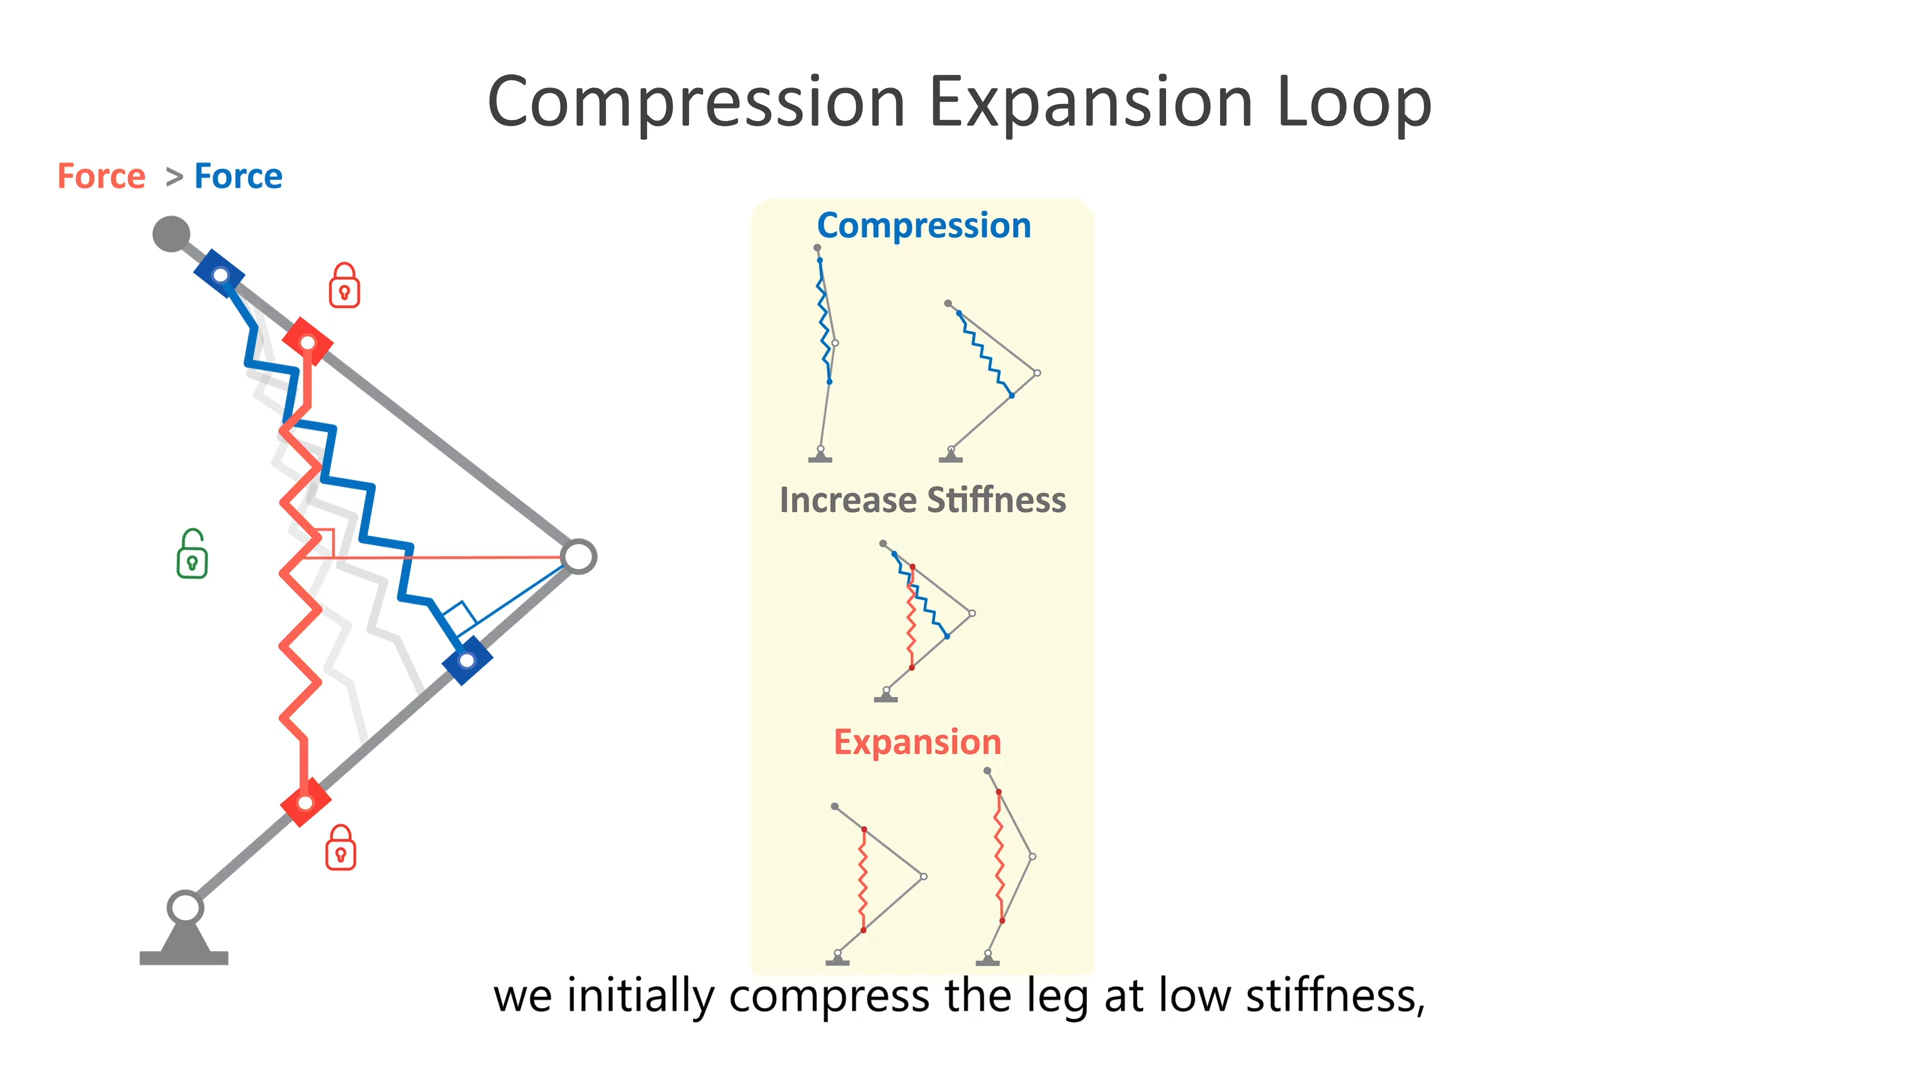 Compression Expansion Loop
Force > Force
Compression
Increase Stiffness
Expansion
we initially compress the leg at low stiffness,